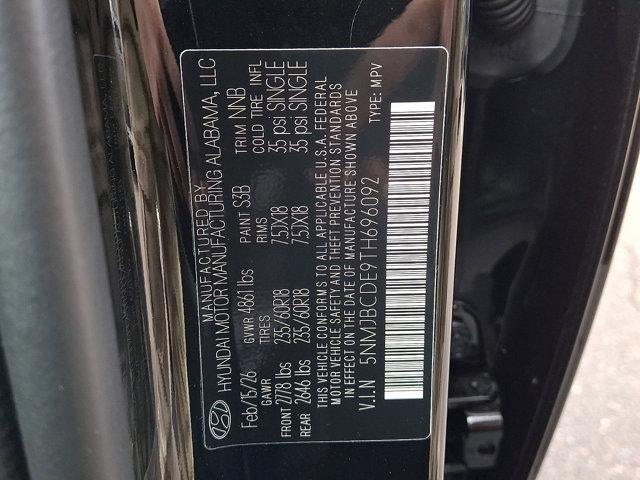 MANUFACTURED BY
HYUNDAI MOTOR MANUFACTURING ALABAMA, LLC
Feb/15/26 GVWR 4861 lbs PAINT S3B TRIM NNB
GAWR TIRES RIMS COLD TIRE INFL
FRONT 2778 lbs 235/60R18 7.5JX18 35 psi SINGLE
REAR 2646 lbs 235/60R18 7.5JX18 35 psi SINGLE
THIS VEHICLE CONFORMS TO ALL APPLICABLE U.S.A. FEDERAL
MOTOR VEHICLE SAFETY AND THEFT PREVENTION STANDARDS
IN EFFECT ON THE DATE OF MANUFACTURE SHOWN ABOVE
V.I.N 5NMJBCDE9TH696092 TYPE: MPV